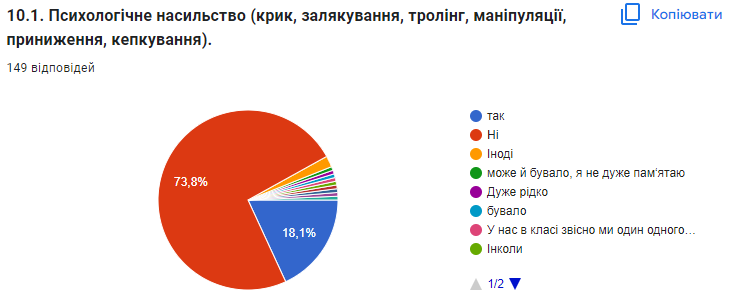 10.1. Психологічне насильство (крик, залякування, тролінг, маніпуляції,
приниження, кепкування).
Копіювати
149 відповідей
73,8%
18,1%
так
Ні
Іноді
може й бувало, я не дуже пам'ятаю
Дуже рідко
бувало
У нас в класі звісно ми один одного…
Інколи
1/2